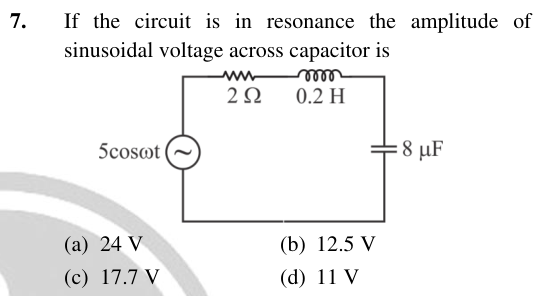 7. If the circuit is in resonance the amplitude of
sinusoidal voltage across capacitor is
2 Ω 0.2 H
5cosωt ~ 8 μF
(a) 24 V (b) 12.5 V
(c) 17.7 V (d) 11 V